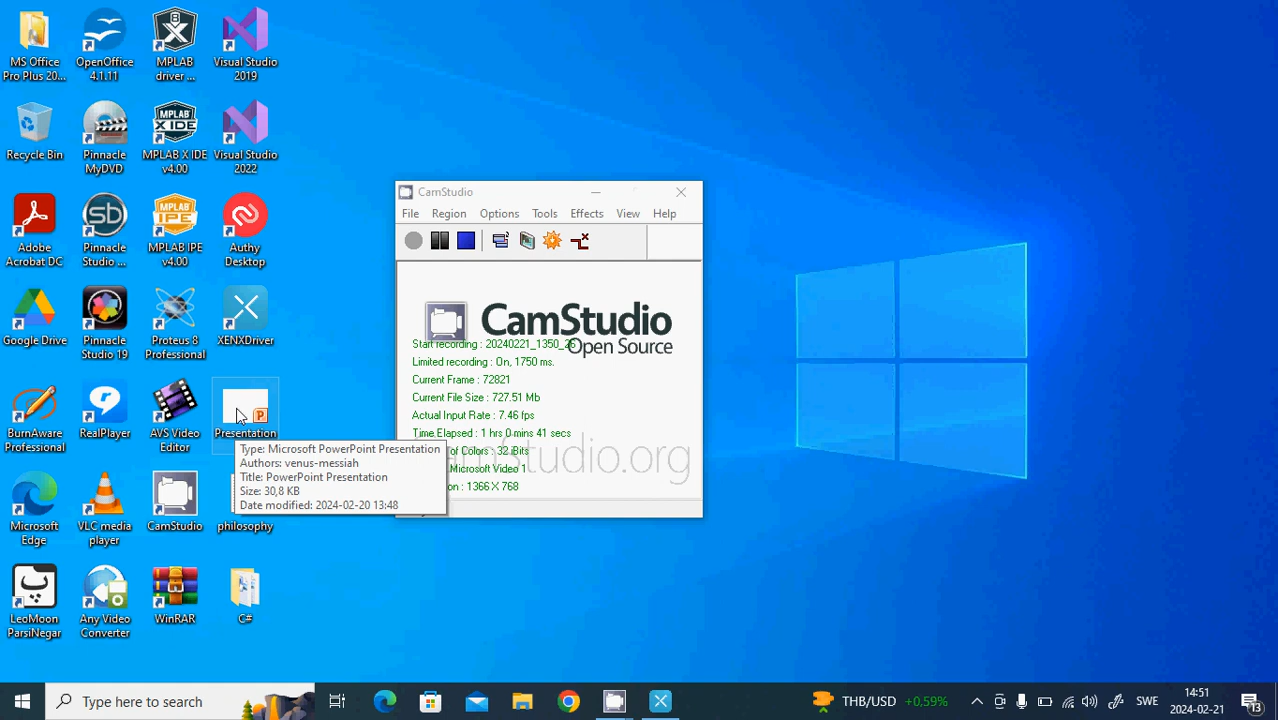 MS Office
Pro Plus 20...
OpenOffice
4.1.11
MPLAB
driver ...
Visual Studio
2019
Recycle Bin
Pinnacle
MyDVD
MPLAB
X IDE
MPLAB X IDE
v4.00
Visual Studio
2022
Adobe
Acrobat DC
sb
Pinnacle
Studio ...
MPLAB
IPE
MPLAB IPE
v4.00
Authy
Desktop
Google Drive
Pinnacle
Studio 19
Proteus 8
Professional
XENXDriver
BurnAware
Professional
RealPlayer
AVS Video
Editor
Presentation
Microsoft
Edge
VLC media
player
CamStudio
philosophy
LeoMoon
ParsiNegar
Any Video
Converter
WinRAR
C#
Type: Microsoft PowerPoint Presentation
Authors: venus-messiah
Title: PowerPoint Presentation
Size: 30,8 KB
Date modified: 2024-02-20 13:48
CamStudio
File Region Options Tools Effects View Help
CamStudio
Open Source
Start recording : 20240221_1350_26
Limited recording : On, 1750 ms.
Current Frame : 72821
Current File Size : 727.51 Mb
Actual Input Rate : 7.46 fps
Time Elapsed : 1 hrs 0 mins 41 secs
of Colors : 32 iBits
Microsoft Video 1
on : 1366 X 768
Type here to search
THB/USD +0,59%
SWE
14:51
2024-02-21
13